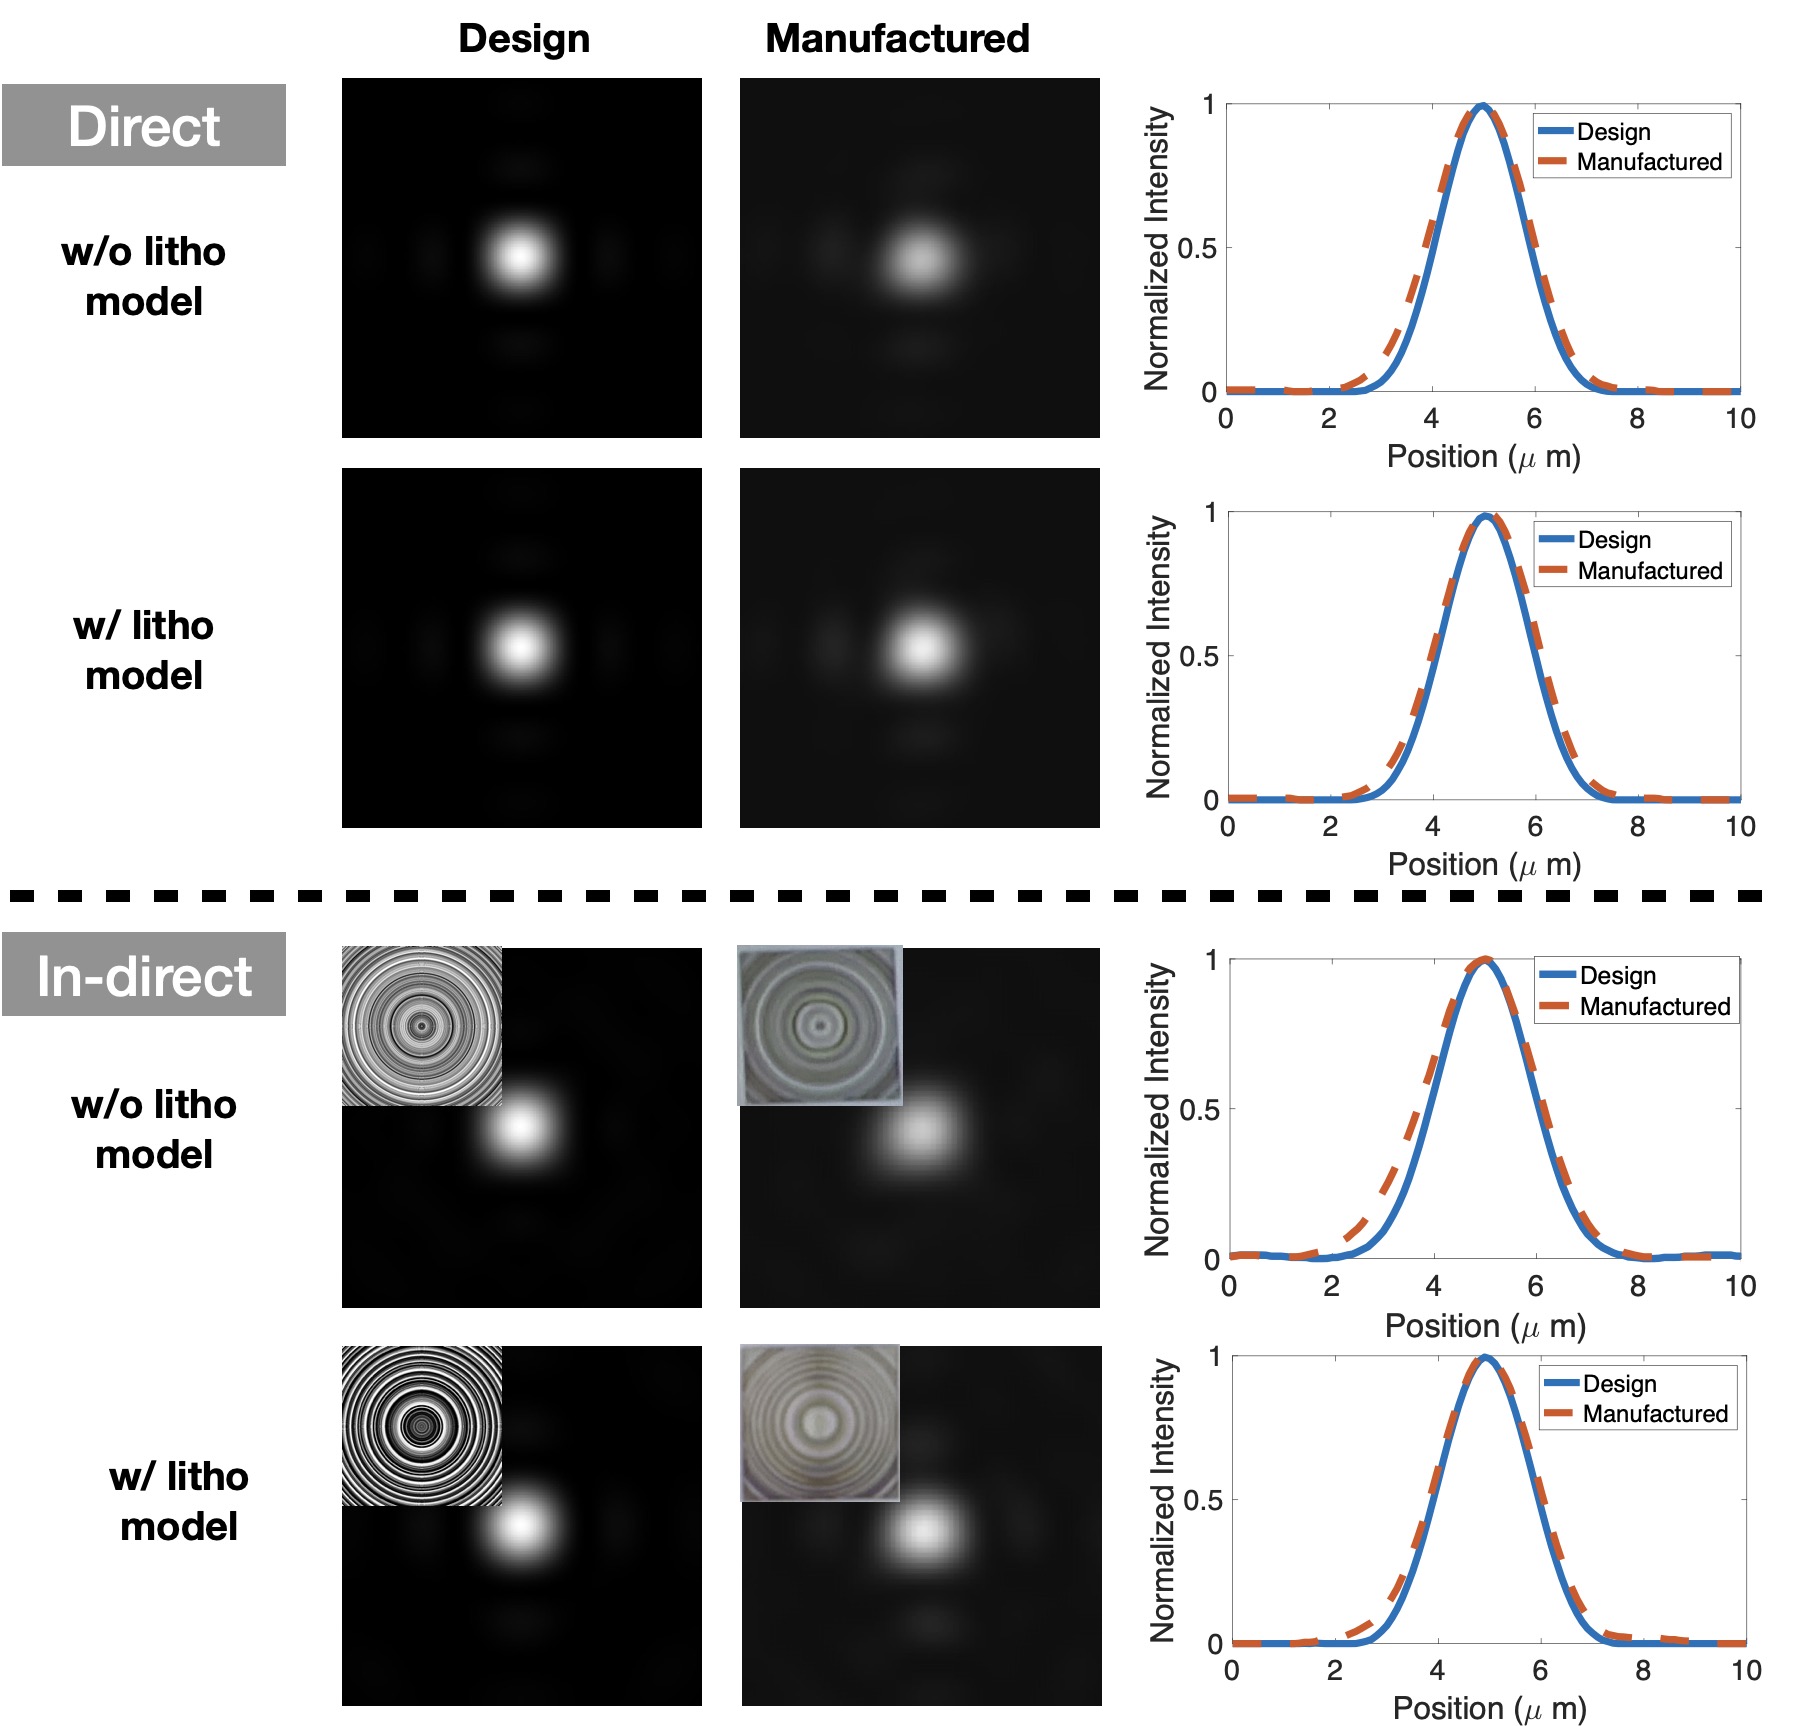 Design
Manufactured
Direct
w/o litho
model
Normalized Intensity
1
0.5
0
Design
Manufactured
0 2 4 6 8 10
Position (μ m)
w/ litho
model
Normalized Intensity
1
0.5
0
Design
Manufactured
0 2 4 6 8 10
Position (μ m)
In-direct
w/o litho
model
Normalized Intensity
1
0.5
0
Design
Manufactured
0 2 4 6 8 10
Position (μ m)
w/ litho
model
Normalized Intensity
1
0.5
0
Design
Manufactured
0 2 4 6 8 10
Position (μ m)